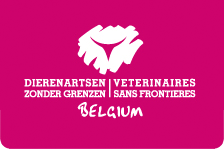 DIERENARTSEN | VETERINAIRES
ZONDER GRENZEN | SANS FRONTIERES
BELGIUM